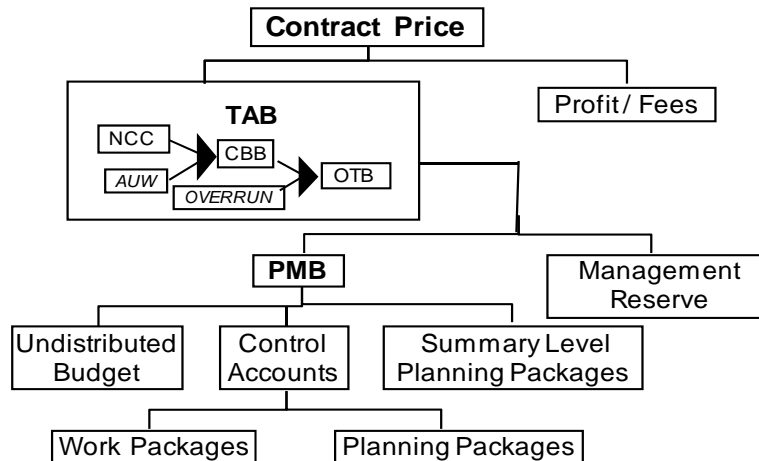 Contract Price
Profit / Fees
TAB
NCC
CBB
AUW
OVERRUN
OTB
PMB
Management
Reserve
Undistributed
Budget
Control
Accounts
Summary Level
Planning Packages
Work Packages
Planning Packages